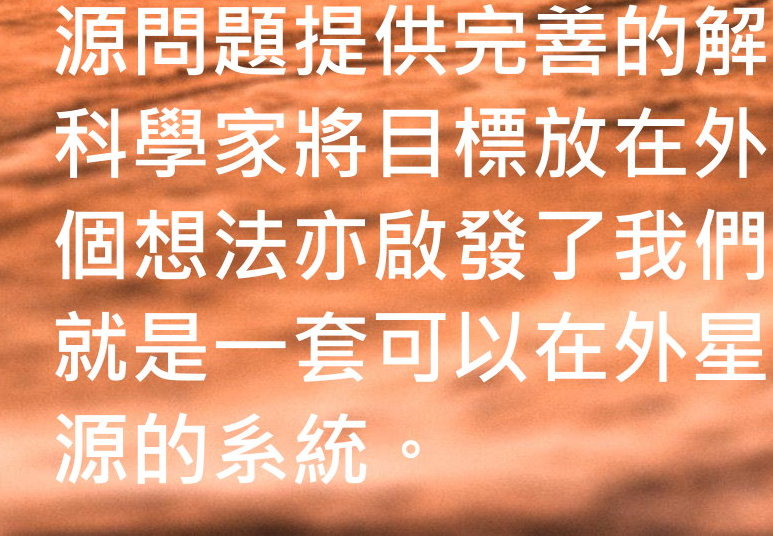 源問題提供完善的解
科學家將目標放在外
個想法亦啟發了我們
就是一套可以在外星
源的系統。